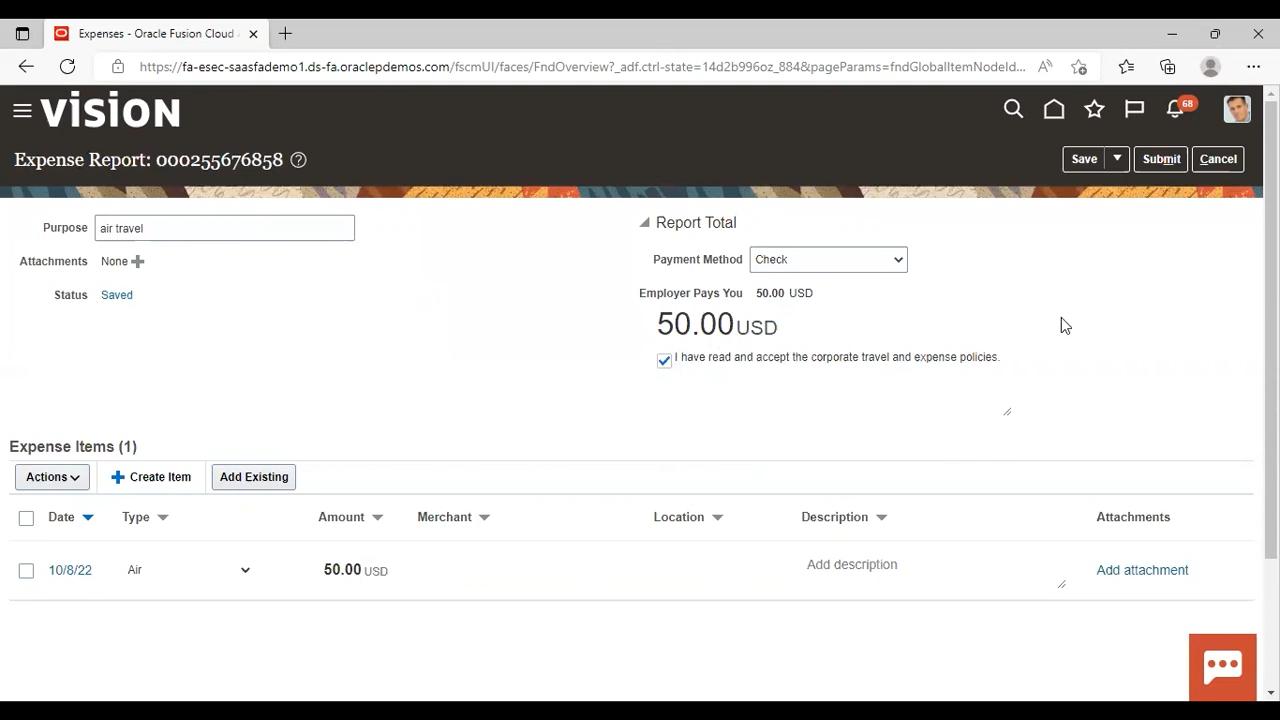 Expenses - Oracle Fusion Cloud
https://fa-esec-saasfademo1.ds-fa.oraclepdemos.com/fscmUI/faces/FndOverview?_adf.ctrl-state=14d2b996oz_884&pageParams=fndGlobalItemNodeId...
vision
68
Expense Report: 000255676858
Save
Submit
Cancel
Purpose air travel
Attachments None
Status Saved
Report Total
Payment Method Check
Employer Pays You 50.00 USD
50.00 USD
I have read and accept the corporate travel and expense policies.
Expense Items (1)
Actions Create Item Add Existing
Date Type Amount Merchant Location Description Attachments
10/8/22 Air 50.00 USD Add description Add attachment